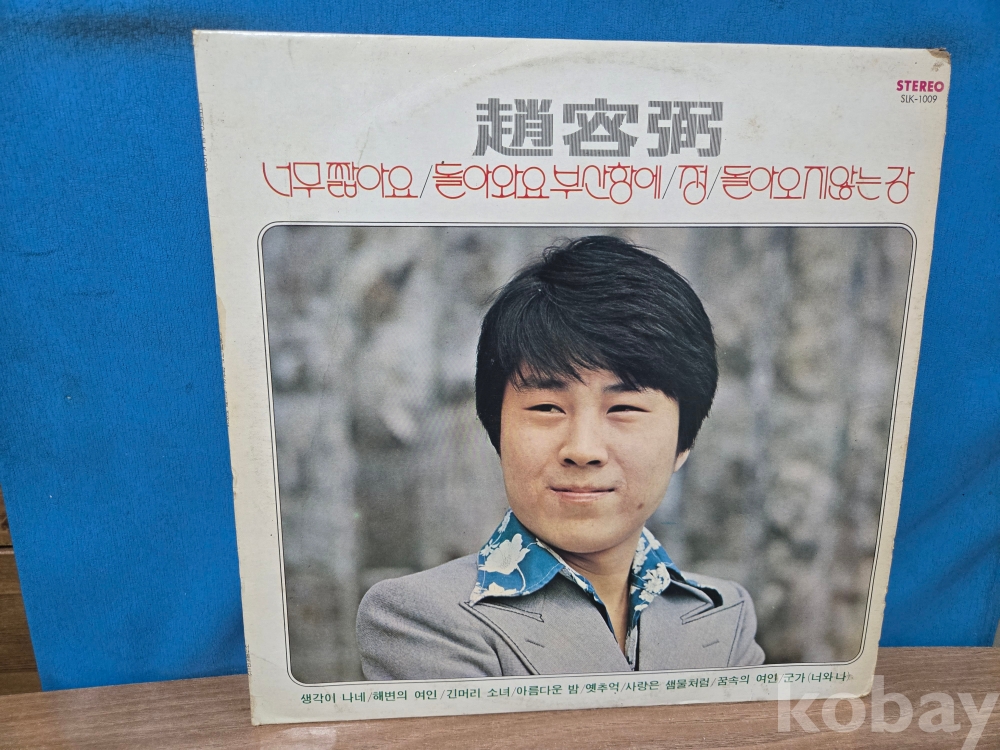 STEREO
SLK-1009
趙容弼
너무 짧아요/돌아와요 부산항에/정/돌아오지않는강
생각이 나네/해변의 여인/긴머리 소녀/아름다운 밤/옛추억/사랑은 샘물처럼/꿈속의 여인/군가(너와나)
kobay